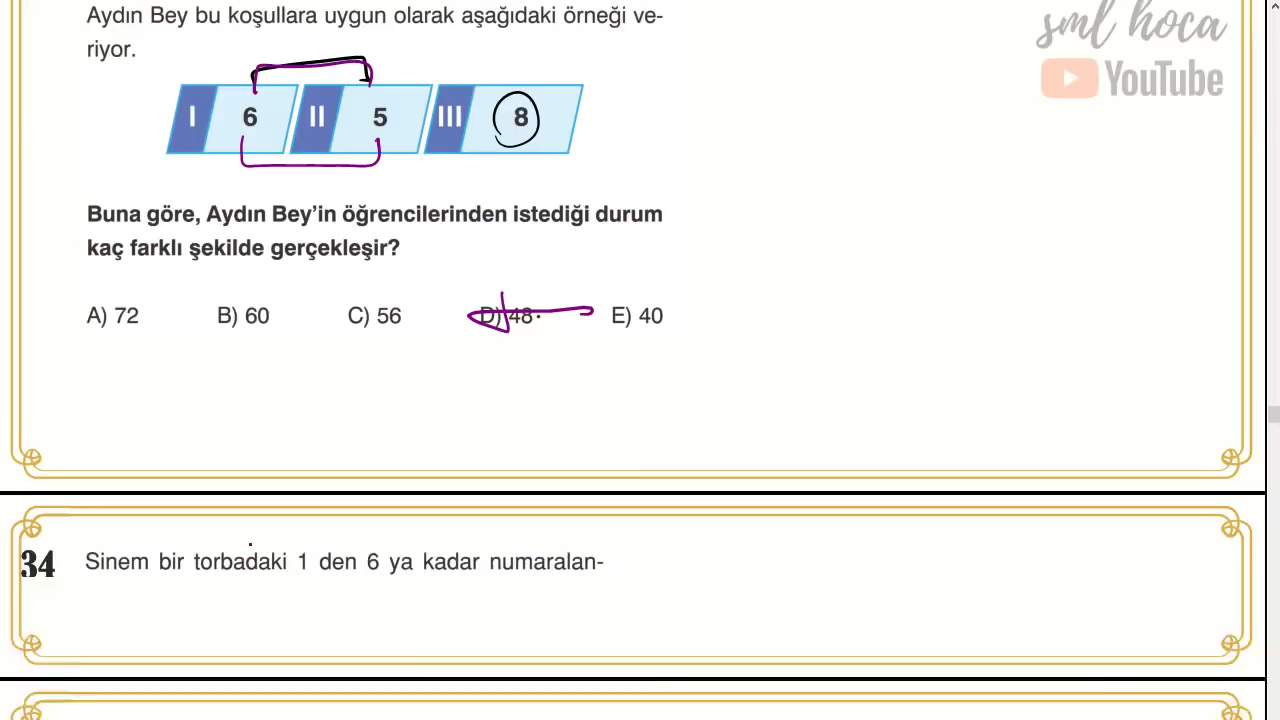 Aydın Bey bu koşullara uygun olarak aşağıdaki örneği ve-
riyor.
sml hoca
YouTube
I 6 II 5 III 8
Buna göre, Aydın Bey'in öğrencilerinden istediği durum
kaç farklı şekilde gerçekleşir?
A) 72 B) 60 C) 56 D) 48 E) 40
34 Sinem bir torbadaki 1 den 6 ya kadar numaralan-